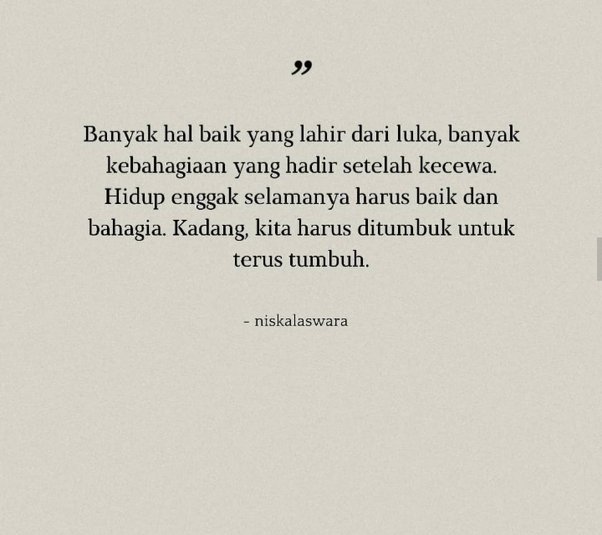 ”
Banyak hal baik yang lahir dari luka, banyak
kebahagiaan yang hadir setelah kecewa.
Hidup enggak selamanya harus baik dan
bahagia. Kadang, kita harus ditumbuk untuk
terus tumbuh.
- niskalaswara